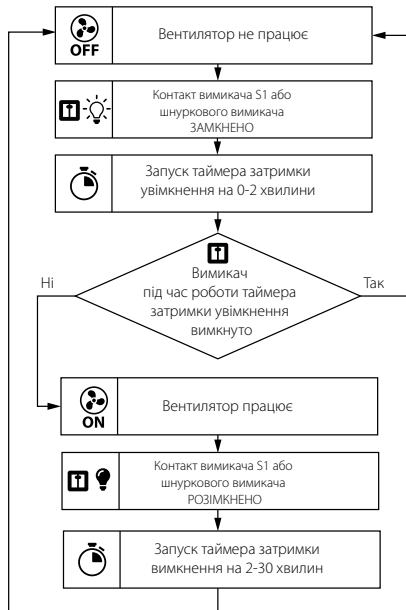 OFF
Вентилятор не працює
Контакт вимикача S1 або
шнуркового вимикача
ЗАМКНЕНО
Запуск таймера затримки
увімкнення на 0-2 хвилини
Ні
Так
Вимикач
під час роботи таймера
затримки увімкнення
вимкнуто
ON
Вентилятор працює
Контакт вимикача S1 або
шнуркового вимикача
РОЗІМКНЕНО
Запуск таймера затримки
вимкнення на 2-30 хвилин